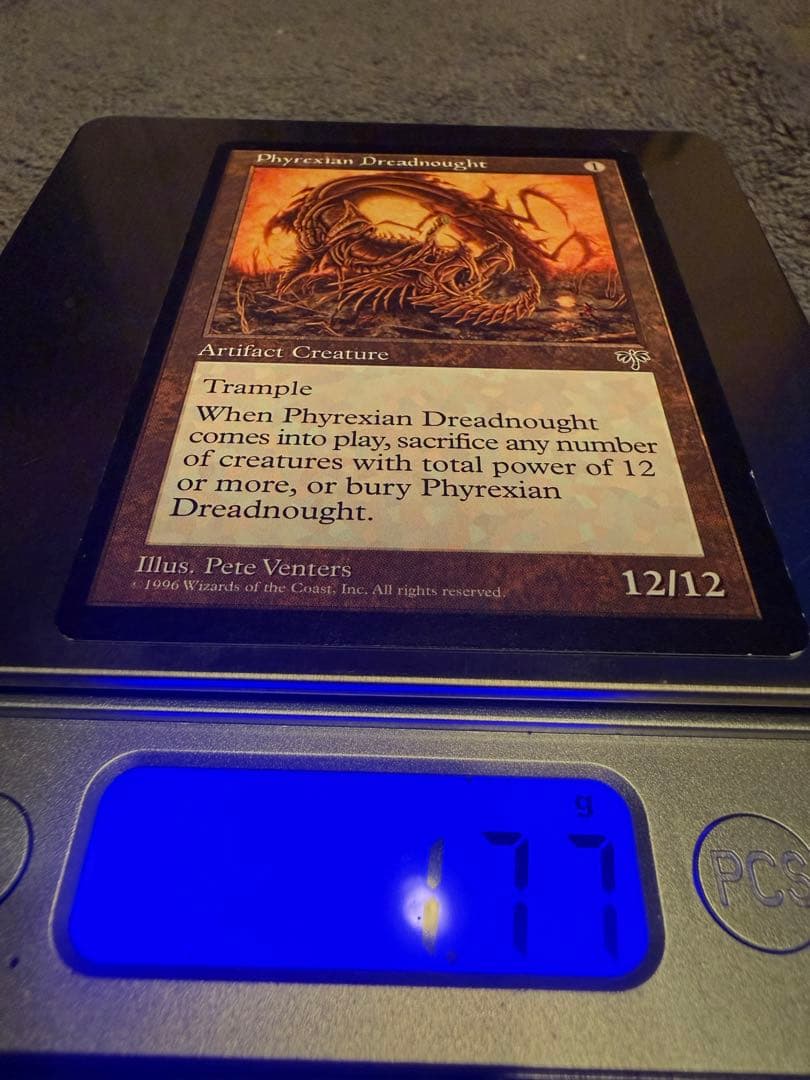 Phyrexian Dreadnought
1
Artifact Creature
Trample
When Phyrexian Dreadnought
comes into play, sacrifice any number
of creatures with total power of 12
or more, or bury Phyrexian
Dreadnought.
Illus. Pete Venters
© 1996 Wizards of the Coast, Inc. All rights reserved.
12/12
g
1.77
PCS